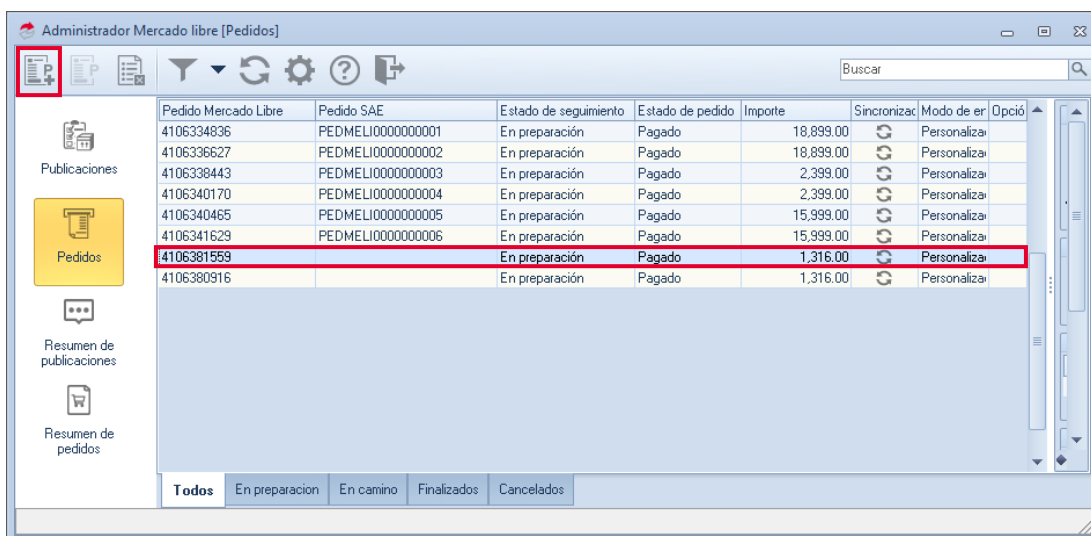 Administrador Mercado libre [Pedidos]
P P
Buscar
Publicaciones
Pedidos
Resumen de
publicaciones
Resumen de
pedidos
Pedido Mercado Libre Pedido SAE Estado de seguimiento Estado de pedido Importe Sincronizac Modo de er Opció
4106334836 PEDMELI0000000001 En preparación Pagado 18,899.00 Personaliza
4106336627 PEDMELI0000000002 En preparación Pagado 18,899.00 Personaliza
4106338443 PEDMELI0000000003 En preparación Pagado 2,399.00 Personaliza
4106340170 PEDMELI0000000004 En preparación Pagado 2,399.00 Personaliza
4106340465 PEDMELI0000000005 En preparación Pagado 15,999.00 Personaliza
4106341629 PEDMELI0000000006 En preparación Pagado 15,999.00 Personaliza
4106381559 En preparación Pagado 1,316.00 Personaliza
4106380916 En preparación Pagado 1,316.00 Personaliza
Todos En preparacion En camino Finalizados Cancelados